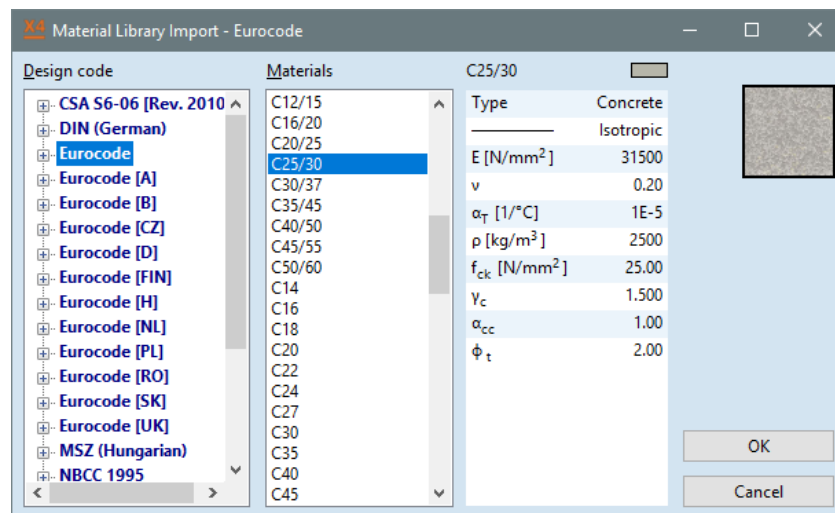 X4 Material Library Import - Eurocode
Design code
CSA S6-06 [Rev. 2010
DIN (German)
Eurocode
Eurocode [A]
Eurocode [B]
Eurocode [CZ]
Eurocode [D]
Eurocode [FIN]
Eurocode [H]
Eurocode [NL]
Eurocode [PL]
Eurocode [RO]
Eurocode [SK]
Eurocode [UK]
MSZ (Hungarian)
NBCC 1995
Materials
C12/15
C16/20
C20/25
C25/30
C30/37
C35/45
C40/50
C45/55
C50/60
C14
C16
C18
C20
C22
C24
C27
C30
C35
C40
C45
C25/30
Type Concrete
Isotropic
E [N/mm²] 31500
ν 0.20
αT [1/°C] 1E-5
ρ [kg/m³] 2500
fck [N/mm²] 25.00
γc 1.500
αcc 1.00
ϕt 2.00
OK
Cancel